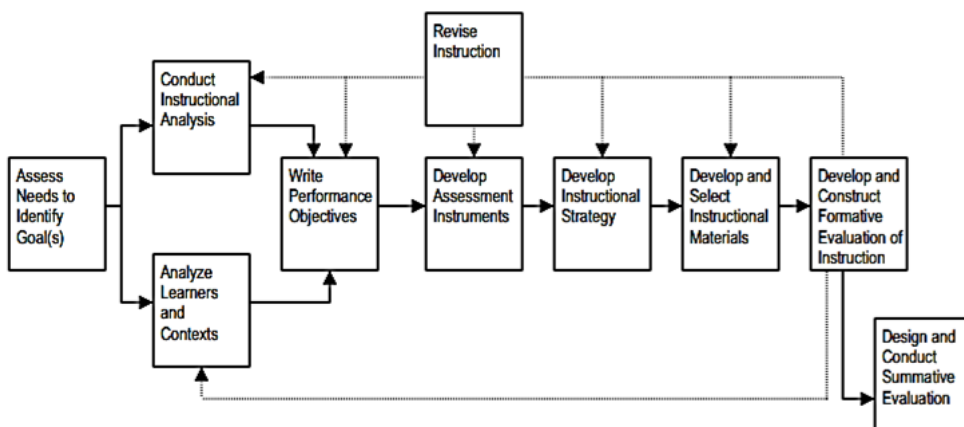 Revise
Instruction
Conduct
Instructional
Analysis
Assess
Needs to
Identify
Goal(s)
Write
Performance
Objectives
Develop
Assessment
Instruments
Develop
Instructional
Strategy
Develop and
Select
Instructional
Materials
Develop and
Construct
Formative
Evaluation of
Instruction
Analyze
Learners
and
Contexts
Design and
Conduct
Summative
Evaluation